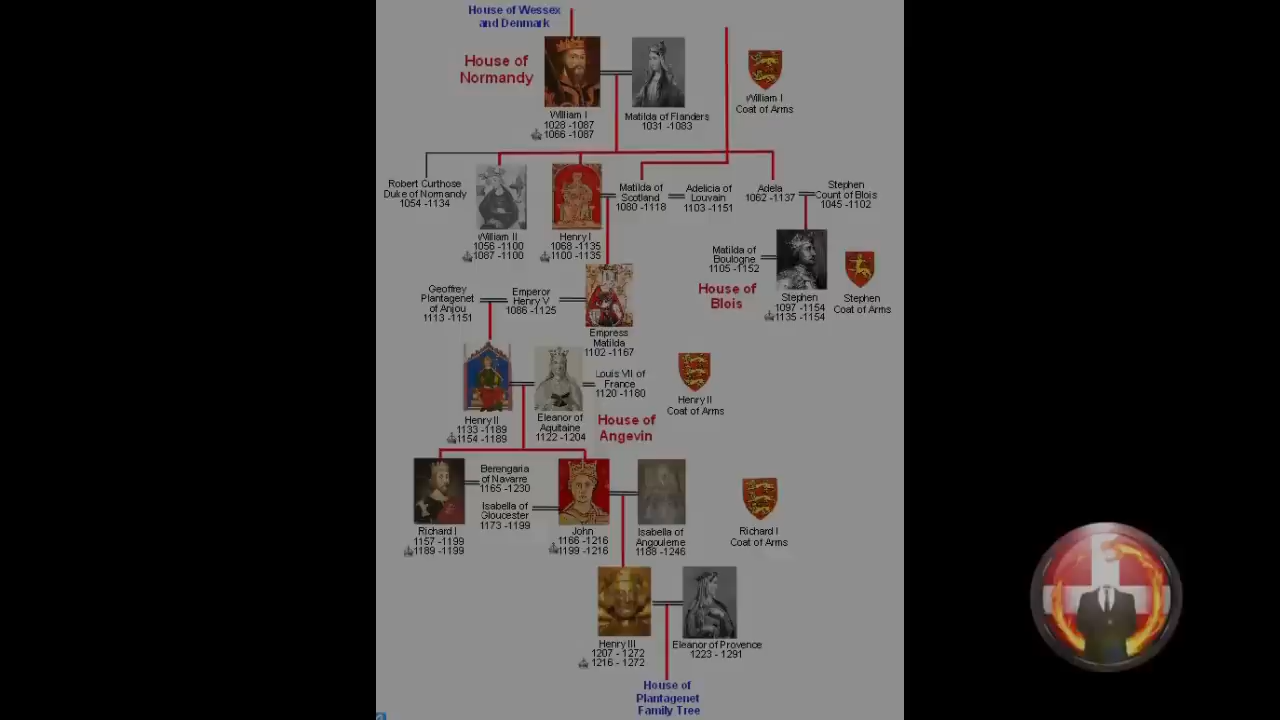 House of Wessex
and Denmark
House of
Normandy
William I
1028 -1087
1066 -1087
Matilda of Flanders
1031 -1083
William I
Coat of Arms
Robert Curthose
Duke of Normandy
1054 -1134
William II
1056 -1100
1087 -1100
Henry I
1068 -1135
1100 -1135
Matilda of
Scotland
1080 -1118
Adelicia of
Louvain
1103 -1151
Adela
1062 -1137
Stephen
Count of Blois
1045 -1102
Matilda of
Boulogne
1105 -1152
House of
Blois
Stephen
1097 -1154
1135 -1154
Stephen
Coat of Arms
Geoffrey
Plantagenet
of Anjou
1113 -1151
Emperor
Henry V
1086 -1125
Empress
Matilda
1102 -1167
Henry II
1133 -1189
1154 -1189
Eleanor of
Aquitaine
1122 -1204
Louis VII of
France
1120 -1180
House of
Angevin
Henry II
Coat of Arms
Richard I
1157 -1199
1189 -1199
Berengaria
of Navarre
1165 -1230
Isabella of
Gloucester
1173 -1199
John
1166 -1216
1199 -1216
Isabella of
Angouleme
1188 -1246
Richard I
Coat of Arms
Henry III
1207 - 1272
1216 - 1272
Eleanor of Provence
1223 - 1291
House of
Plantagenet
Family Tree